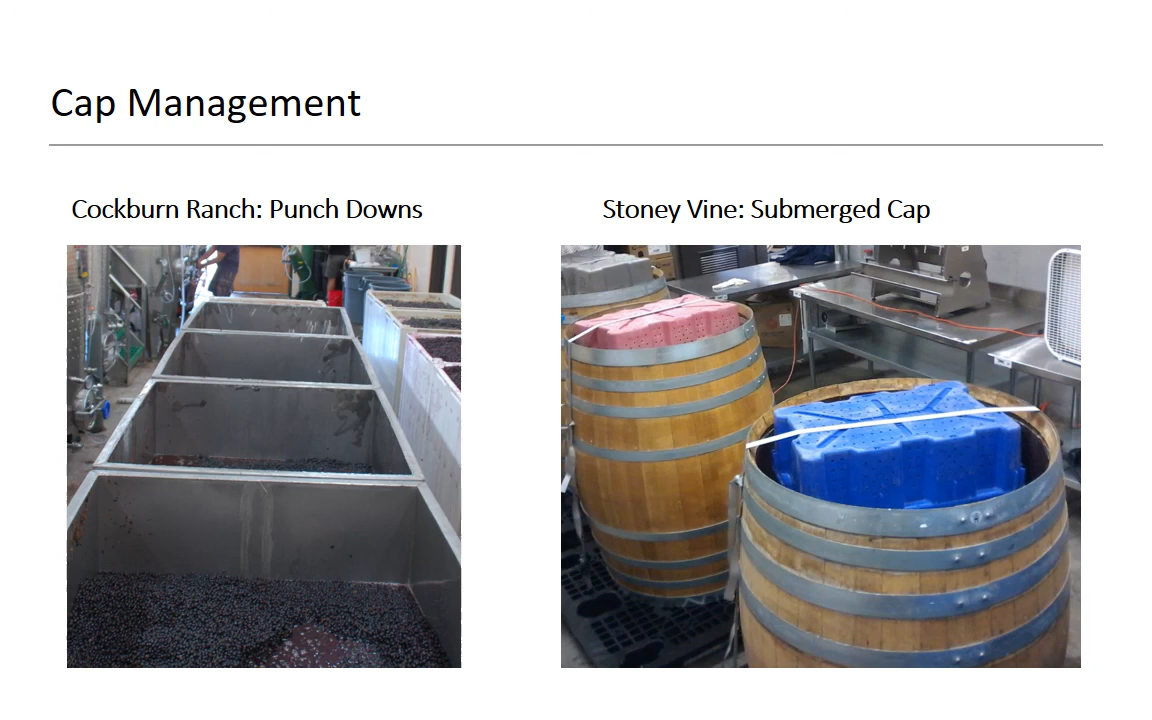 Cap Management
Cockburn Ranch: Punch Downs
Stoney Vine: Submerged Cap